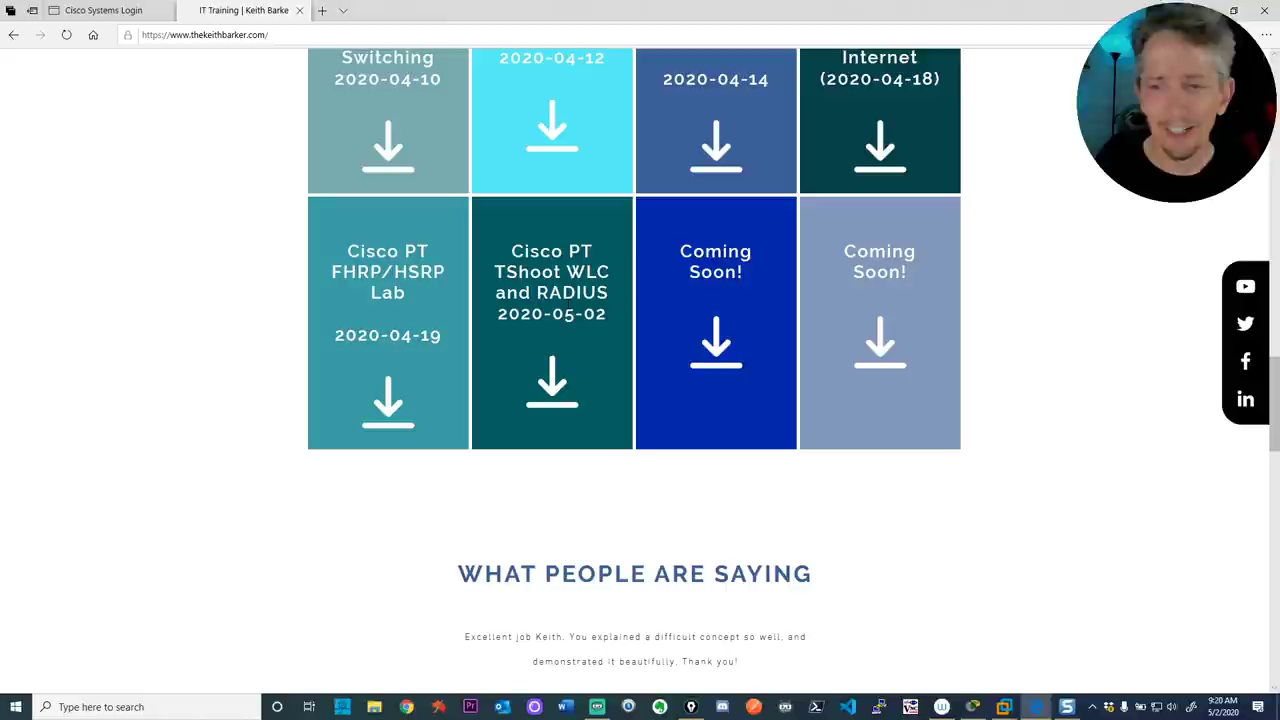 Cisco Systems Login
IT Training | Keith Barke
https://www.thekeithbarker.com/
Switching
2020-04-10
2020-04-12
2020-04-14
Internet
(2020-04-18)
Cisco PT
FHRP/HSRP
Lab
2020-04-19
Cisco PT
TShoot WLC
and RADIUS
2020-05-02
Coming
Soon!
Coming
Soon!
WHAT PEOPLE ARE SAYING
Excellent job Keith. You explained a difficult concept so well, and
demonstrated it beautifully. Thank you!
Type here to search
9:20 AM
5/2/2020